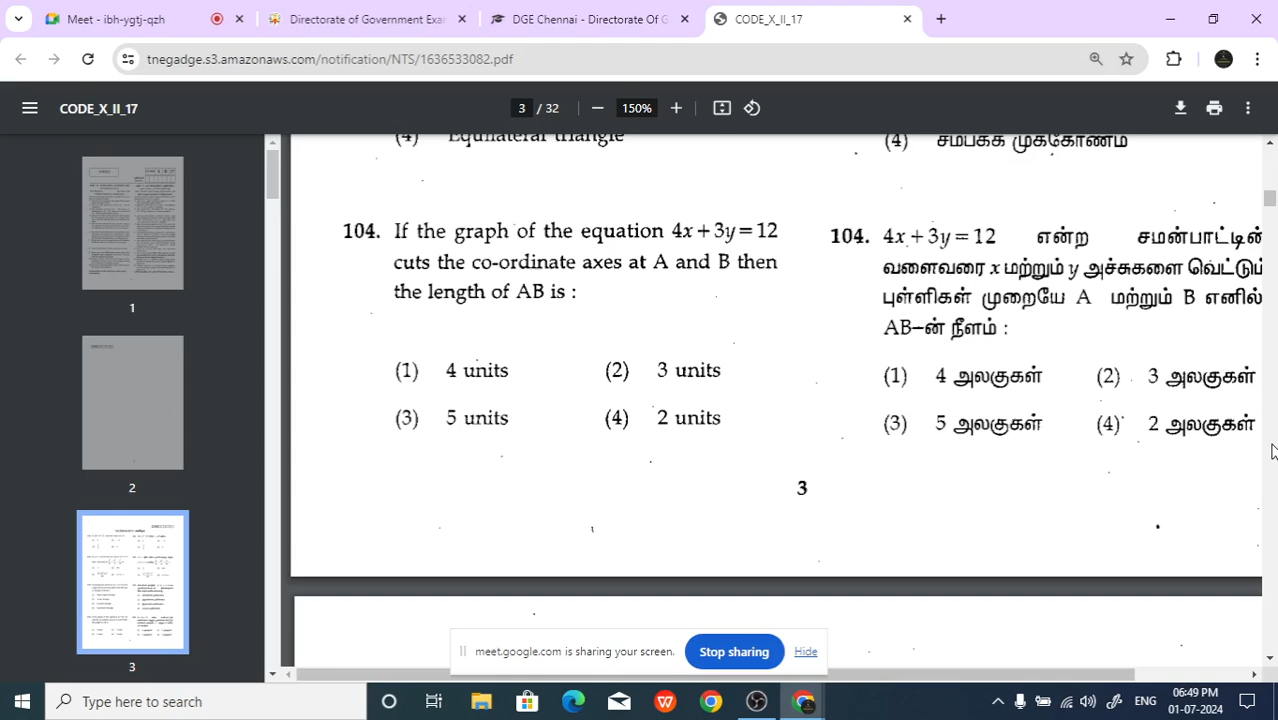 Meet - ibh-ygtj-qzh
Directorate of Government Exa
DGE Chennai - Directorate Of G
CODE_X_II_17
tnegadge.s3.amazonaws.com/notification/NTS/1636533082.pdf
CODE_X_II_17
3 / 32
150%
(4) Equilateral triangle
(4) சமபக்க முக்கோணம்
104. If the graph of the equation 4x+3y=12
cuts the co-ordinate axes at A and B then
the length of AB is :
(1) 4 units (2) 3 units
(3) 5 units (4) 2 units
104. 4x+3y=12 என்ற சமன்பாட்டின்
வளைவரை x மற்றும் y அச்சுகளை வெட்டும்
புள்ளிகள் முறையே A மற்றும் B எனில்
AB–ன் நீளம் :
(1) 4 அலகுகள் (2) 3 அலகுகள்
(3) 5 அலகுகள் (4) 2 அலகுகள்
3
1
2
3
meet.google.com is sharing your screen.
Stop sharing
Hide
Type here to search
ENG
06:49 PM
01-07-2024